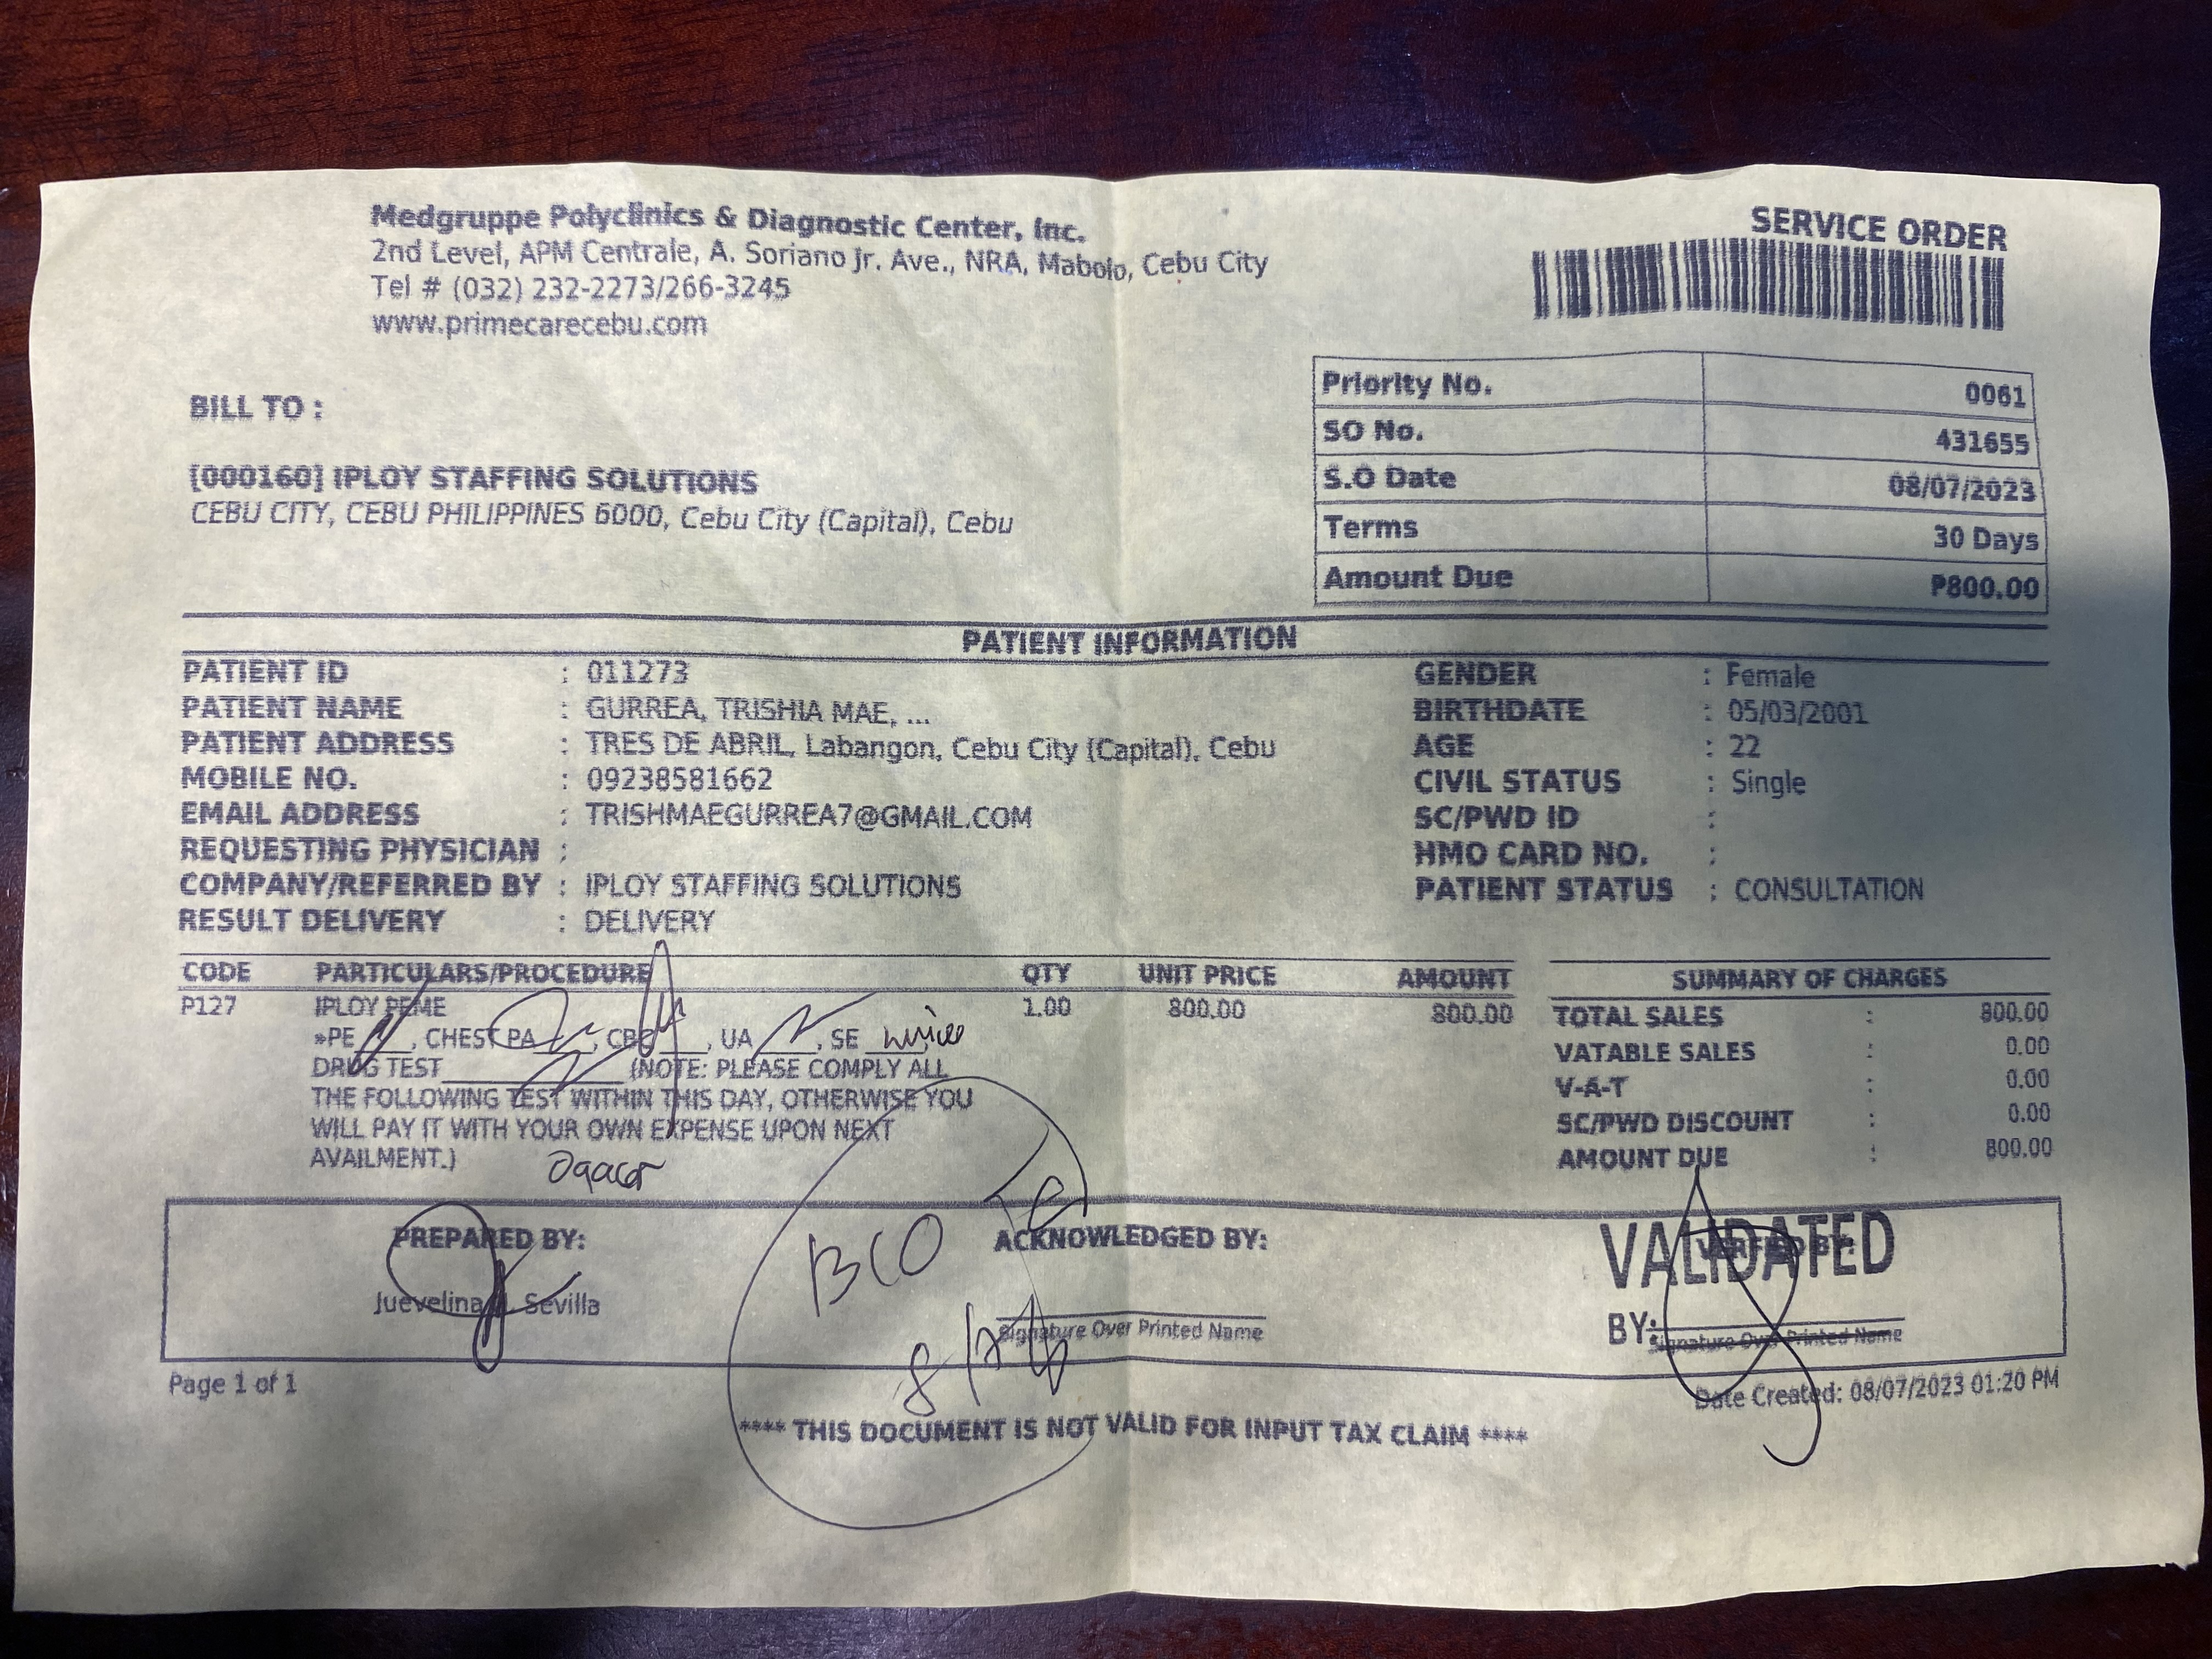 Medgruppe Polyclinics & Diagnostic Center, Inc.
2nd Level, APM Centrale, A. Soriano Jr. Ave., NRA, Mabolo, Cebu City
Tel # (032) 232-2273/266-3245
www.primecarecebu.com
SERVICE ORDER
BILL TO :
[000160] IPLOY STAFFING SOLUTIONS
CEBU CITY, CEBU PHILIPPINES 6000, Cebu City (Capital), Cebu
Priority No. 0061
SO No. 431655
S.O Date 08/07/2023
Terms 30 Days
Amount Due ₱800.00
PATIENT INFORMATION
PATIENT ID : 011273
PATIENT NAME : GURREA, TRISHIA MAE, ...
PATIENT ADDRESS : TRES DE ABRIL, Labangon, Cebu City (Capital), Cebu
MOBILE NO. : 09238581662
EMAIL ADDRESS : TRISHMAEGURREA7@GMAIL.COM
REQUESTING PHYSICIAN :
COMPANY/REFERRED BY : IPLOY STAFFING SOLUTIONS
RESULT DELIVERY : DELIVERY
GENDER : Female
BIRTHDATE : 05/03/2001
AGE : 22
CIVIL STATUS : Single
SC/PWD ID :
HMO CARD NO. :
PATIENT STATUS : CONSULTATION
CODE PARTICULARS/PROCEDURE QTY UNIT PRICE AMOUNT
P127 IPLOY PEME 1.00 800.00 800.00
»PE ___, CHEST PA ___, CBC ___, UA ___, SE ___,
DRUG TEST ___ (NOTE: PLEASE COMPLY ALL
THE FOLLOWING TEST WITHIN THIS DAY, OTHERWISE YOU
WILL PAY IT WITH YOUR OWN EXPENSE UPON NEXT
AVAILMENT.)
SUMMARY OF CHARGES
TOTAL SALES : 800.00
VATABLE SALES : 0.00
V-A-T : 0.00
SC/PWD DISCOUNT : 0.00
AMOUNT DUE : 800.00
PREPARED BY:
Juevelina Sevilla
ACKNOWLEDGED BY:
Signature Over Printed Name
VERIFIED BY:
VALIDATED
BY:
Signature Over Printed Name
Page 1 of 1
Date Created: 08/07/2023 01:20 PM
**** THIS DOCUMENT IS NOT VALID FOR INPUT TAX CLAIM ****